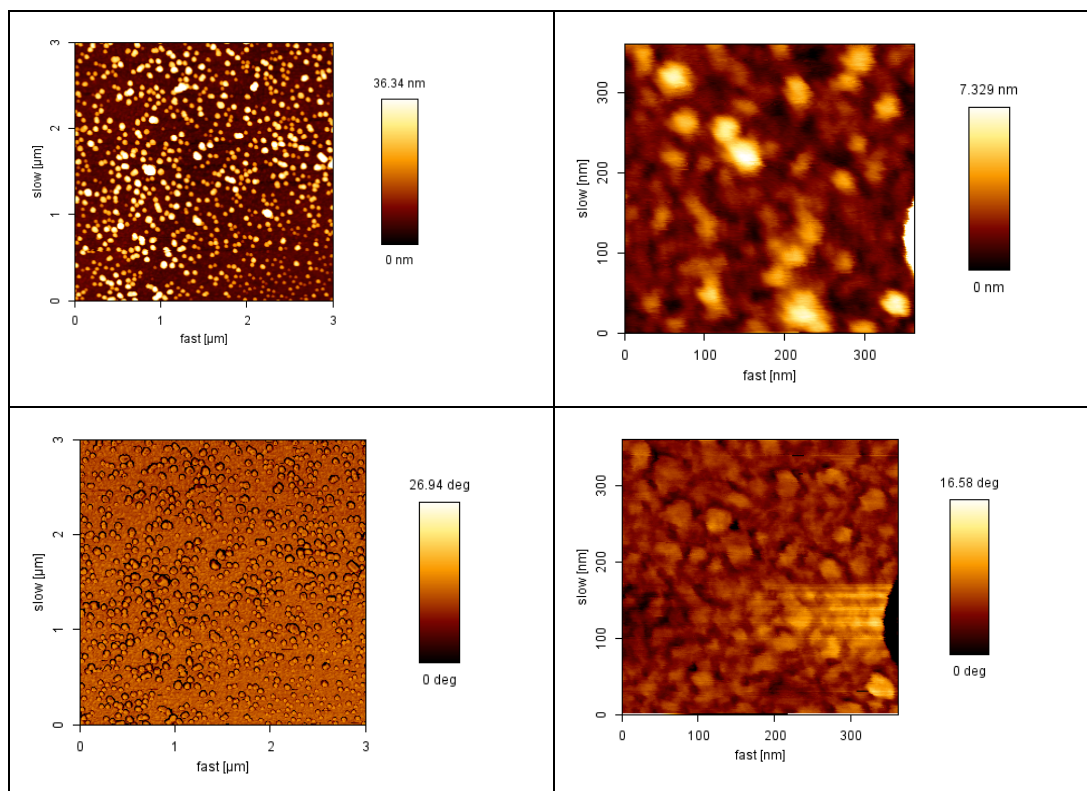 3
2
1
0
slow [µm]
0 1 2 3
fast [µm]
36.34 nm
0 nm
300
200
100
0
slow [nm]
0 100 200 300
fast [nm]
7.329 nm
0 nm
3
2
1
0
slow [µm]
0 1 2 3
fast [µm]
26.94 deg
0 deg
300
200
100
0
slow [nm]
0 100 200 300
fast [nm]
16.58 deg
0 deg